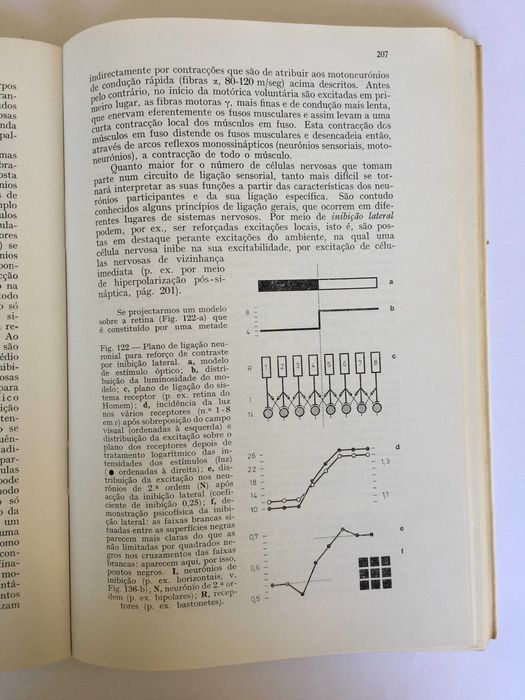 207
indirectamente por contracções que são de atribuir aos motoneurónios
de condução rápida (fibras α, 80-120 m/seg) acima descritos. Antes
pelo contrário, no início da motórica voluntária são excitadas em pri-
meiro lugar, as fibras motoras γ, mais finas e de condução mais lenta,
que enervam eferentemente os fusos musculares e assim levam a uma
curta contracção local dos músculos em fuso. Esta contracção dos
músculos em fuso distende os fusos musculares e desencadeia então,
através de arcos reflexos monossinápticos (neurónios sensoriais, moto-
neurónios), a contracção de todo o músculo.
Quanto maior for o número de células nervosas que tomam
parte num circuito de ligação sensorial, tanto mais difícil se tor-
nará interpretar as suas funções a partir das características dos neu-
rónios participantes e da sua ligação específica. São contudo
conhecidos alguns princípios de ligação gerais, que ocorrem em dife-
rentes lugares de sistemas nervosos. Por meio de inibição lateral
podem, por ex., ser reforçadas excitações locais, isto é, são pos-
tas em destaque perante excitações do ambiente, na qual uma
célula nervosa inibe na sua excitabilidade, por excitação de célu-
las nervosas de vizinhança
imediata (p. ex. por meio
de hiperpolarização pós-si-
náptica, pág. 201).
Se projectarmos um modelo
sobre a retina (Fig. 122-a) que
é constituído por uma metade
Fig. 122 — Plano de ligação neu-
ronial para reforço de contraste
por inibição lateral. a, modelo
de estímulo óptico; b, distri-
buição da luminosidade do mo-
delo; c, plano de ligação do sis-
tema receptor (p. ex. retina do
Homem); d, incidência da luz
nos vários receptores (n.º 1-8
em c) após sobreposição do campo
visual (ordenadas à esquerda) e
distribuição da excitação sobre o
plano dos receptores depois de
tratamento logarítmico das in-
tensidades dos estímulos (luz)
(● ordenadas à direita); e, dis-
tribuição da excitação nos neu-
rónios de 2.ª ordem (N) após
acção da inibição lateral (coefi-
ciente de inibição 0,25); f, de-
monstração psicofísica da inibi-
ção lateral: as faixas brancas si-
tuadas entre as superfícies negras
parecem mais claras do que as
não limitadas por quadrados ne-
gros nos cruzamentos das faixas
brancas: aparecem aqui, por isso,
pontos negros. I, neurónios de
inibição (p. ex. horizontais, v.
Fig. 136-b); N, neurónio de 2.ª or-
dem (p. ex. bipolares); R, recep-
tores (p. ex. bastonetes).
a
8
4
b
c
R
1 2 3 4 5 6 7 8
I
N
d
26
22
18
14
10
1,3
1,1
e
0,7
0,6
0,5
f